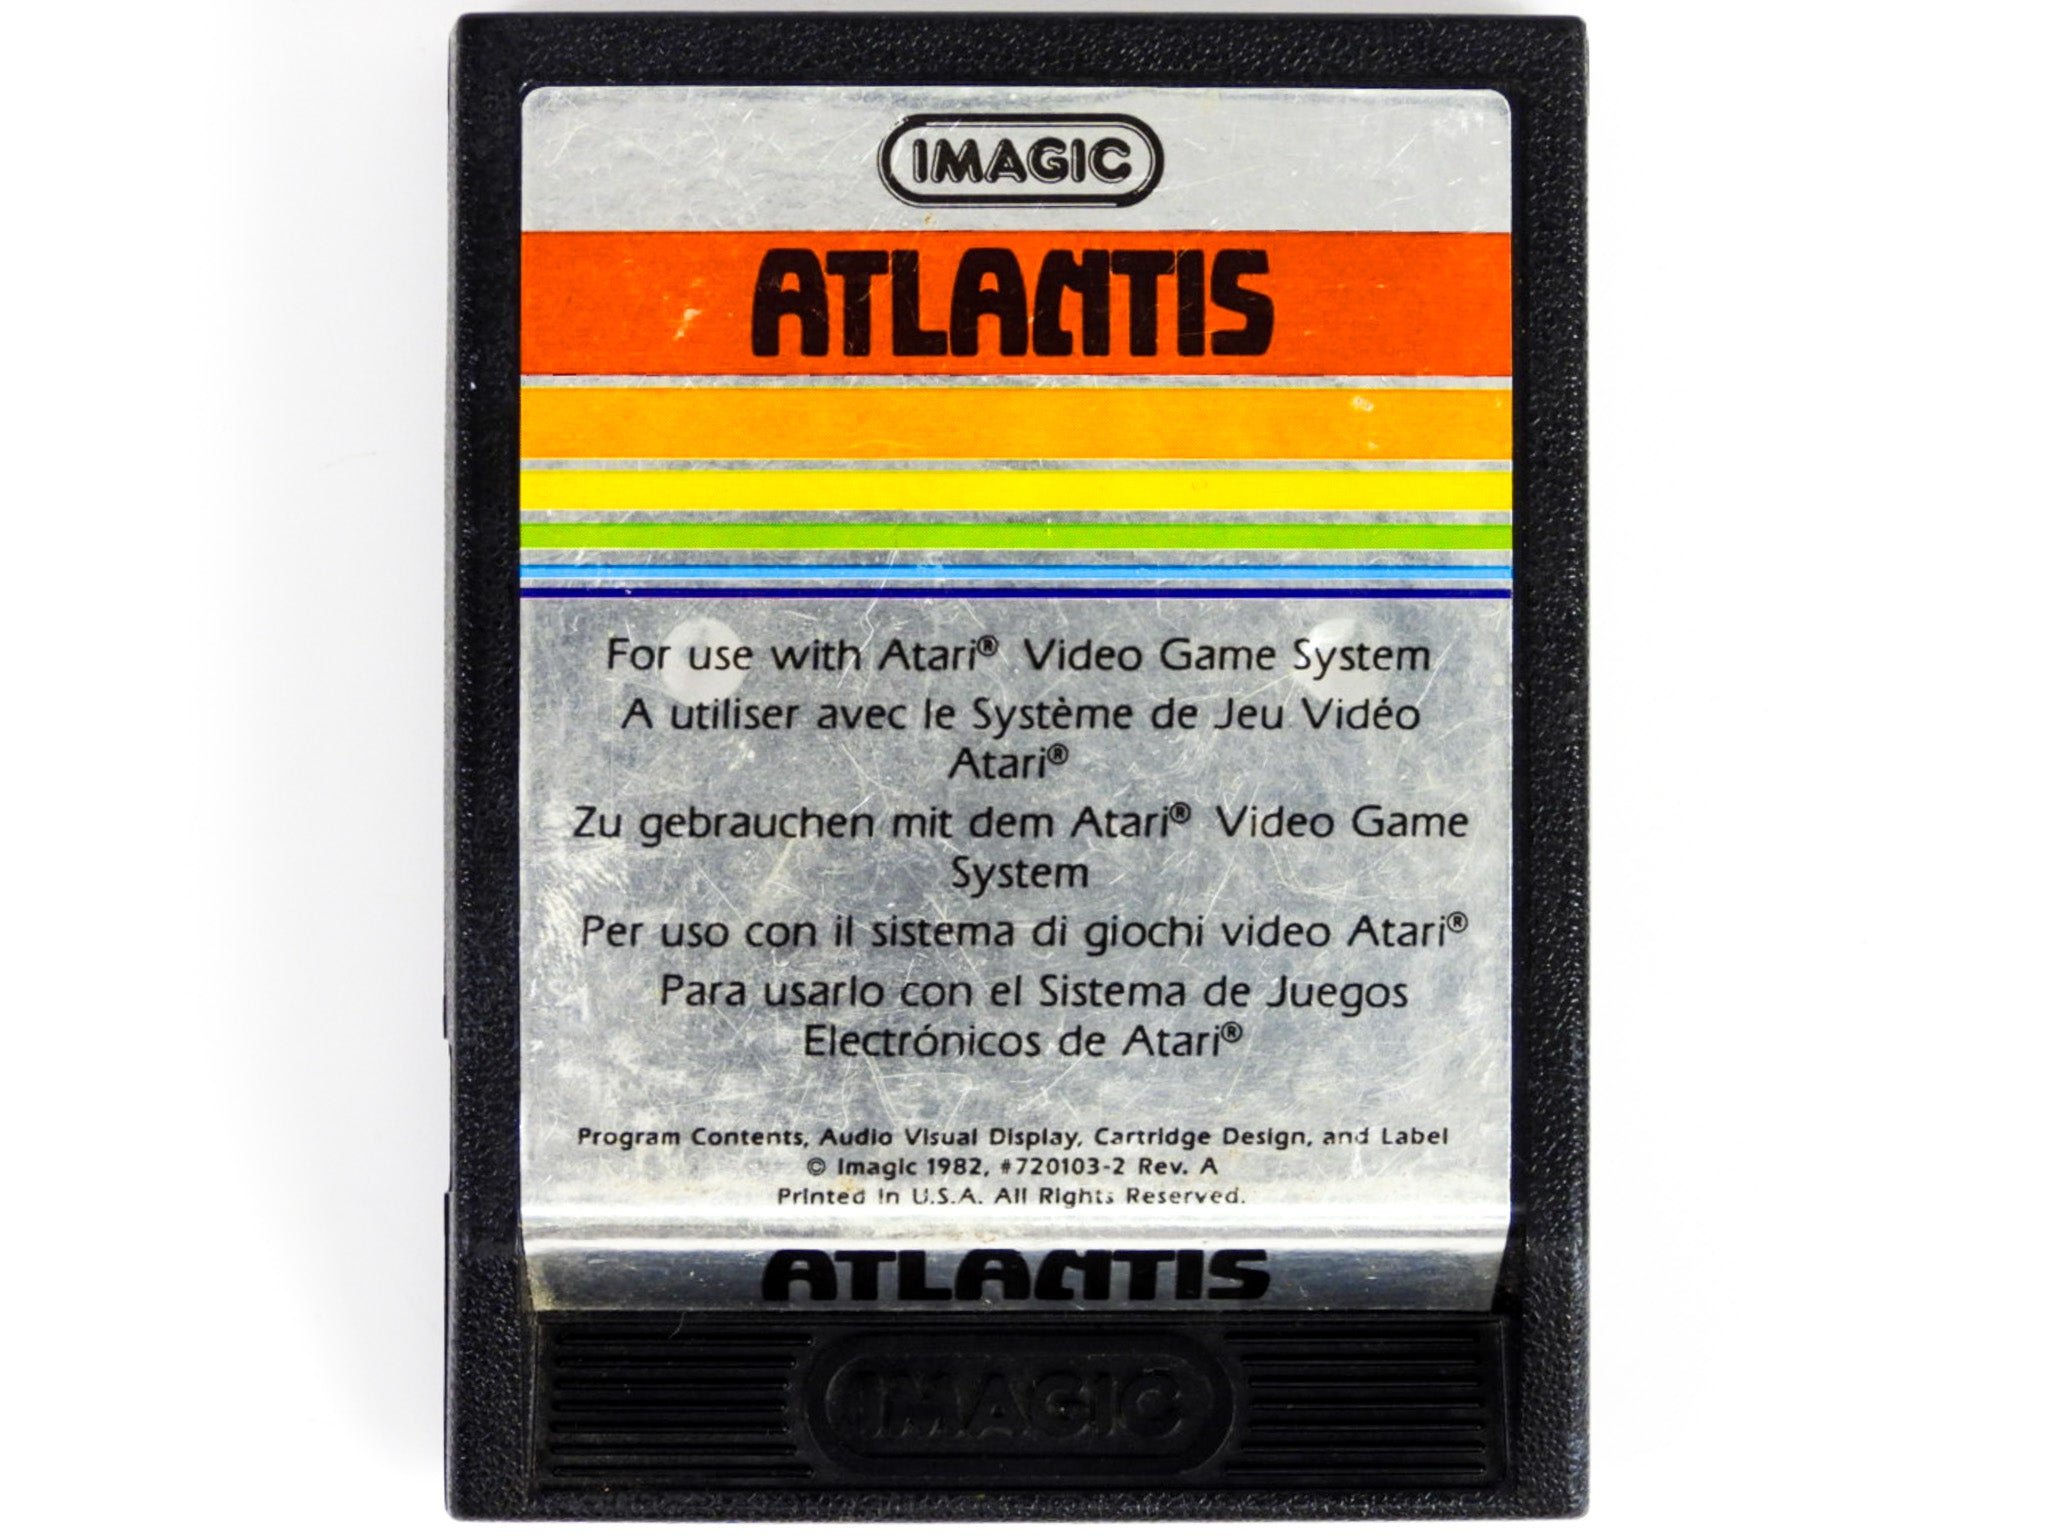 IMAGIC
ATLANTIS
For use with Atari® Video Game System
A utiliser avec le Système de Jeu Vidéo
Atari®
Zu gebrauchen mit dem Atari® Video Game
System
Per uso con il sistema di giochi video Atari®
Para usarlo con el Sistema de Juegos
Electrónicos de Atari®
Program Contents, Audio Visual Display, Cartridge Design, and Label
© Imagic 1982, #720103-2 Rev. A
Printed in U.S.A. All Rights Reserved.
ATLANTIS
IMAGIC